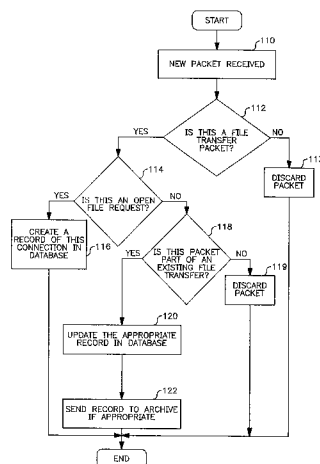 START
110
NEW PACKET RECEIVED
112
YES
IS THIS A FILE
TRANSFER
PACKET?
NO
114
YES
IS THIS AN OPEN
FILE REQUEST?
NO
DISCARD
PACKET
CREATE A
RECORD OF THIS
CONNECTION IN
DATABASE
116
118
YES
IS THIS PACKET
PART OF AN
EXISTING FILE
TRANSFER?
NO
119
DISCARD
PACKET
120
UPDATE THE APPROPRIATE
RECORD IN DATABASE
122
SEND RECORD TO ARCHIVE
IF APPROPRIATE
END